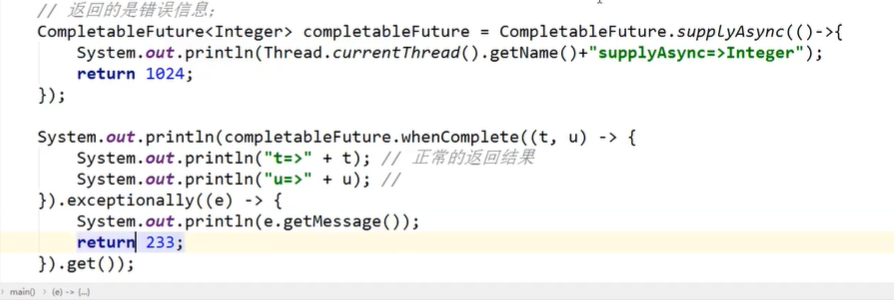 // 返回的是错误信息;
CompletableFuture<Integer> completableFuture = CompletableFuture.supplyAsync(()->{
    System.out.println(Thread.currentThread().getName()+"supplyAsync=>Integer");
    return 1024;
});

System.out.println(completableFuture.whenComplete((t, u) -> {
    System.out.println("t=>" + t); // 正常的返回结果
    System.out.println("u=>" + u); //
}).exceptionally((e) -> {
    System.out.println(e.getMessage());
    return 233;
}).get());
main() › (e) -> {...}